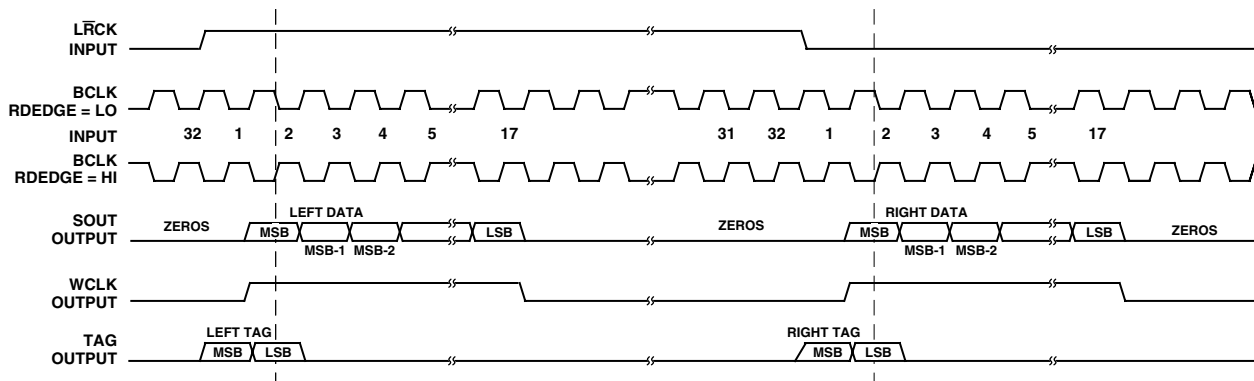 LR̅CK
INPUT
BCLK
RDEDGE = LO
INPUT
32 1 2 3 4 5 17 31 32 1 2 3 4 5 17
BCLK
RDEDGE = HI
LEFT DATA RIGHT DATA
SOUT
OUTPUT
ZEROS MSB LSB ZEROS MSB LSB ZEROS
MSB-1 MSB-2 MSB-1 MSB-2
WCLK
OUTPUT
LEFT TAG RIGHT TAG
TAG
OUTPUT
MSB LSB MSB LSB